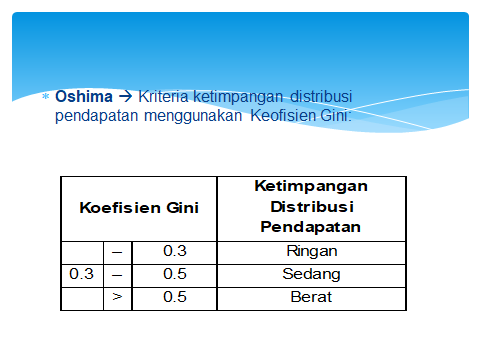 * Oshima → Kriteria ketimpangan distribusi
pendapatan menggunakan Keofisien Gini:
Koefisien Gini
Ketimpangan
Distribusi
Pendapatan
– 0.3 Ringan
0.3 – 0.5 Sedang
> 0.5 Berat